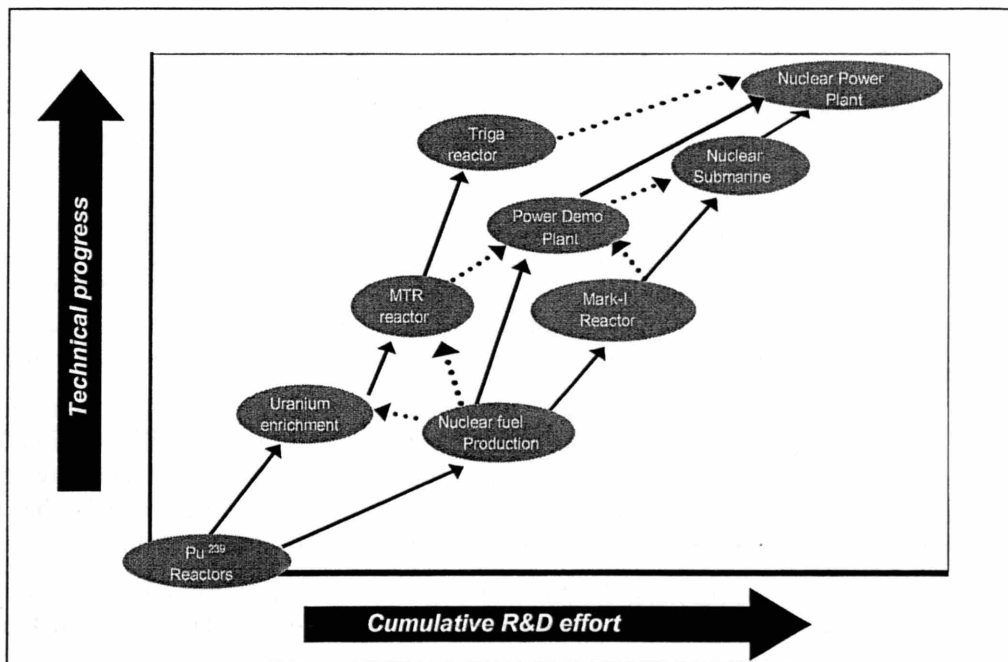 Nuclear Power
Plant
Triga
reactor
Nuclear
Submarine
Power Demo
Plant
MTR
reactor
Mark-I
Reactor
Uranium
enrichment
Nuclear fuel
Production
Pu 239
Reactors
Technical progress
Cumulative R&D effort